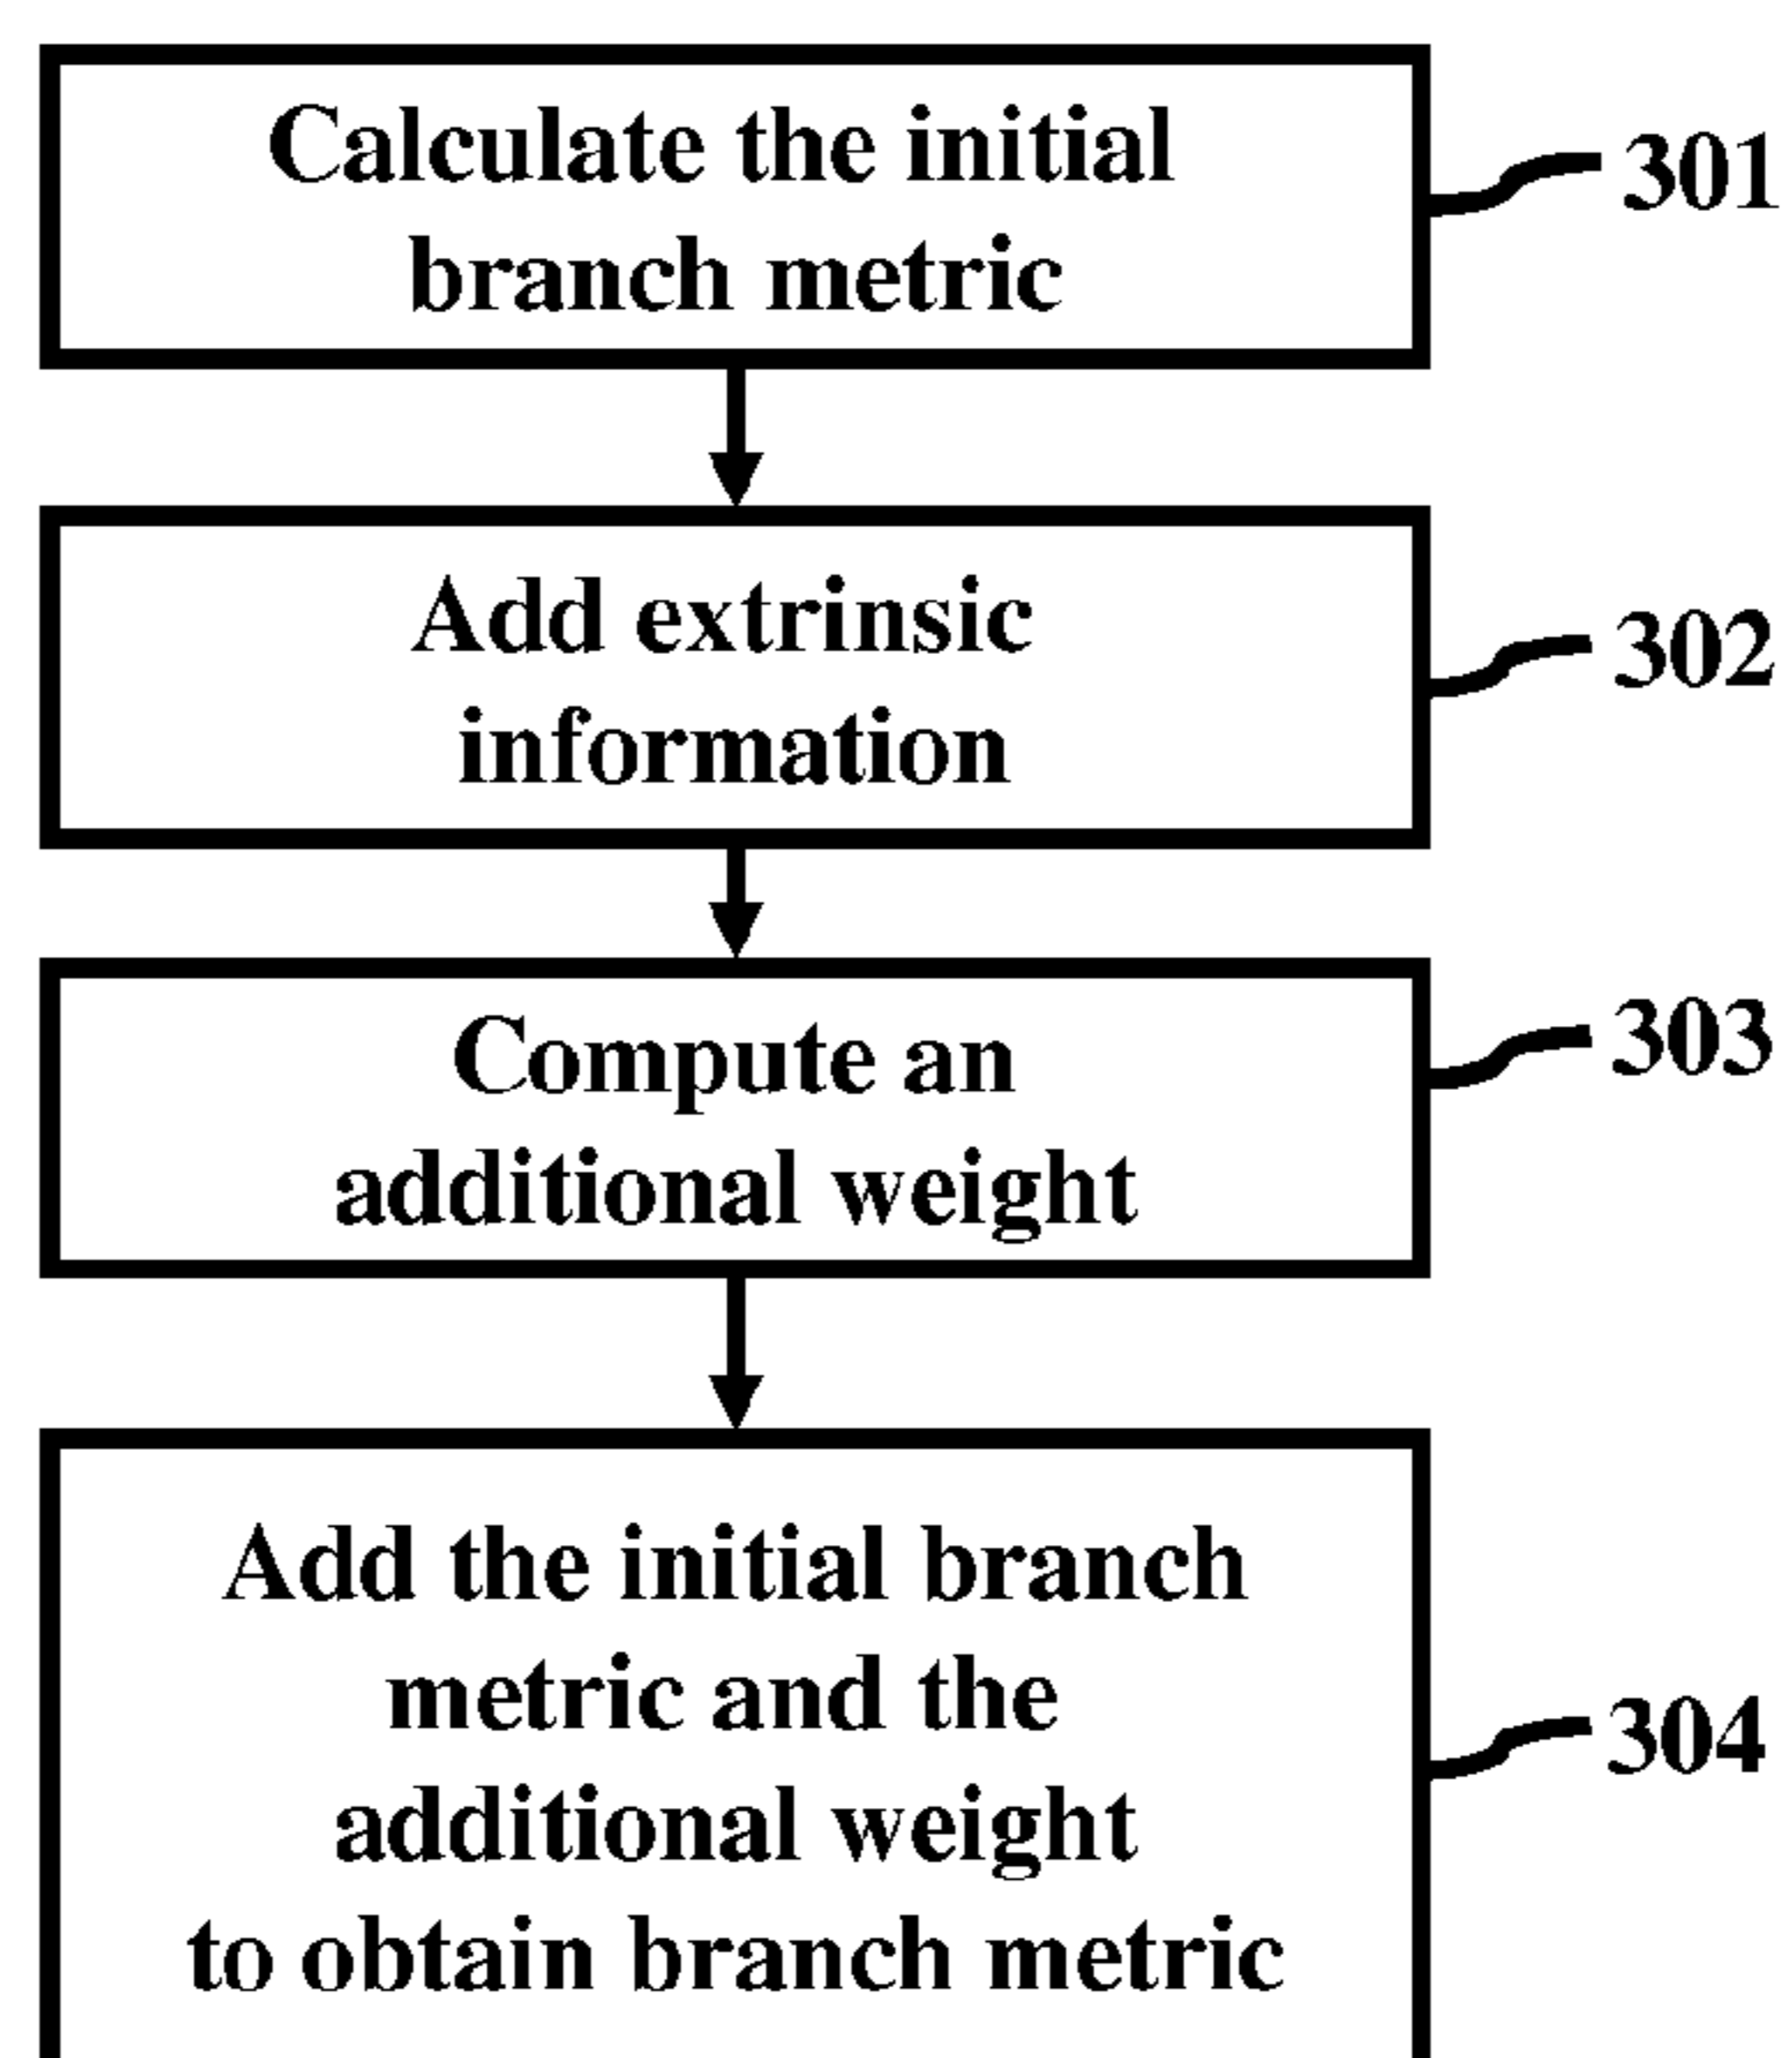 Calculate the initial
branch metric
301
Add extrinsic
information
302
Compute an
additional weight
303
Add the initial branch
metric and the
additional weight
to obtain branch metric
304